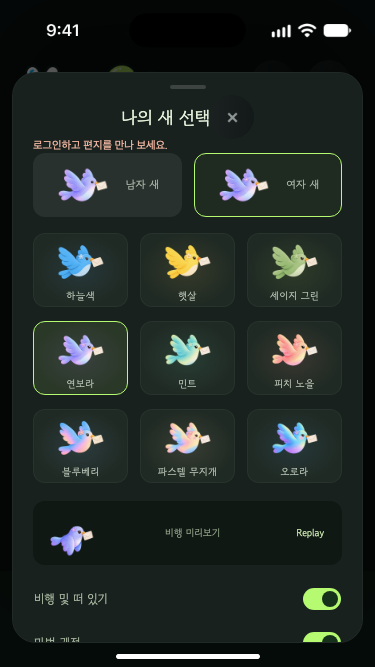 9:41
나의 새 선택
로그인하고 편지를 만나 보세요.
남자 새
여자 새
하늘색
햇살
세이지 그린
연보라
민트
피치 노을
블루베리
파스텔 무지개
오로라
비행 미리보기
Replay
비행 및 떠 있기